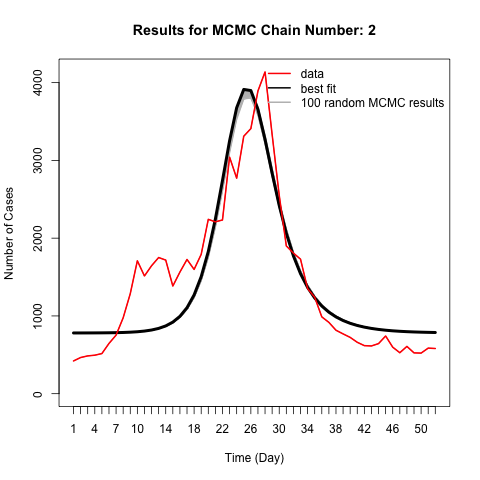 Results for MCMC Chain Number: 2
data
best fit
100 random MCMC results
Number of Cases
4000
3000
2000
1000
0
1 4 7 10 14 18 22 26 30 34 38 42 46 50
Time (Day)